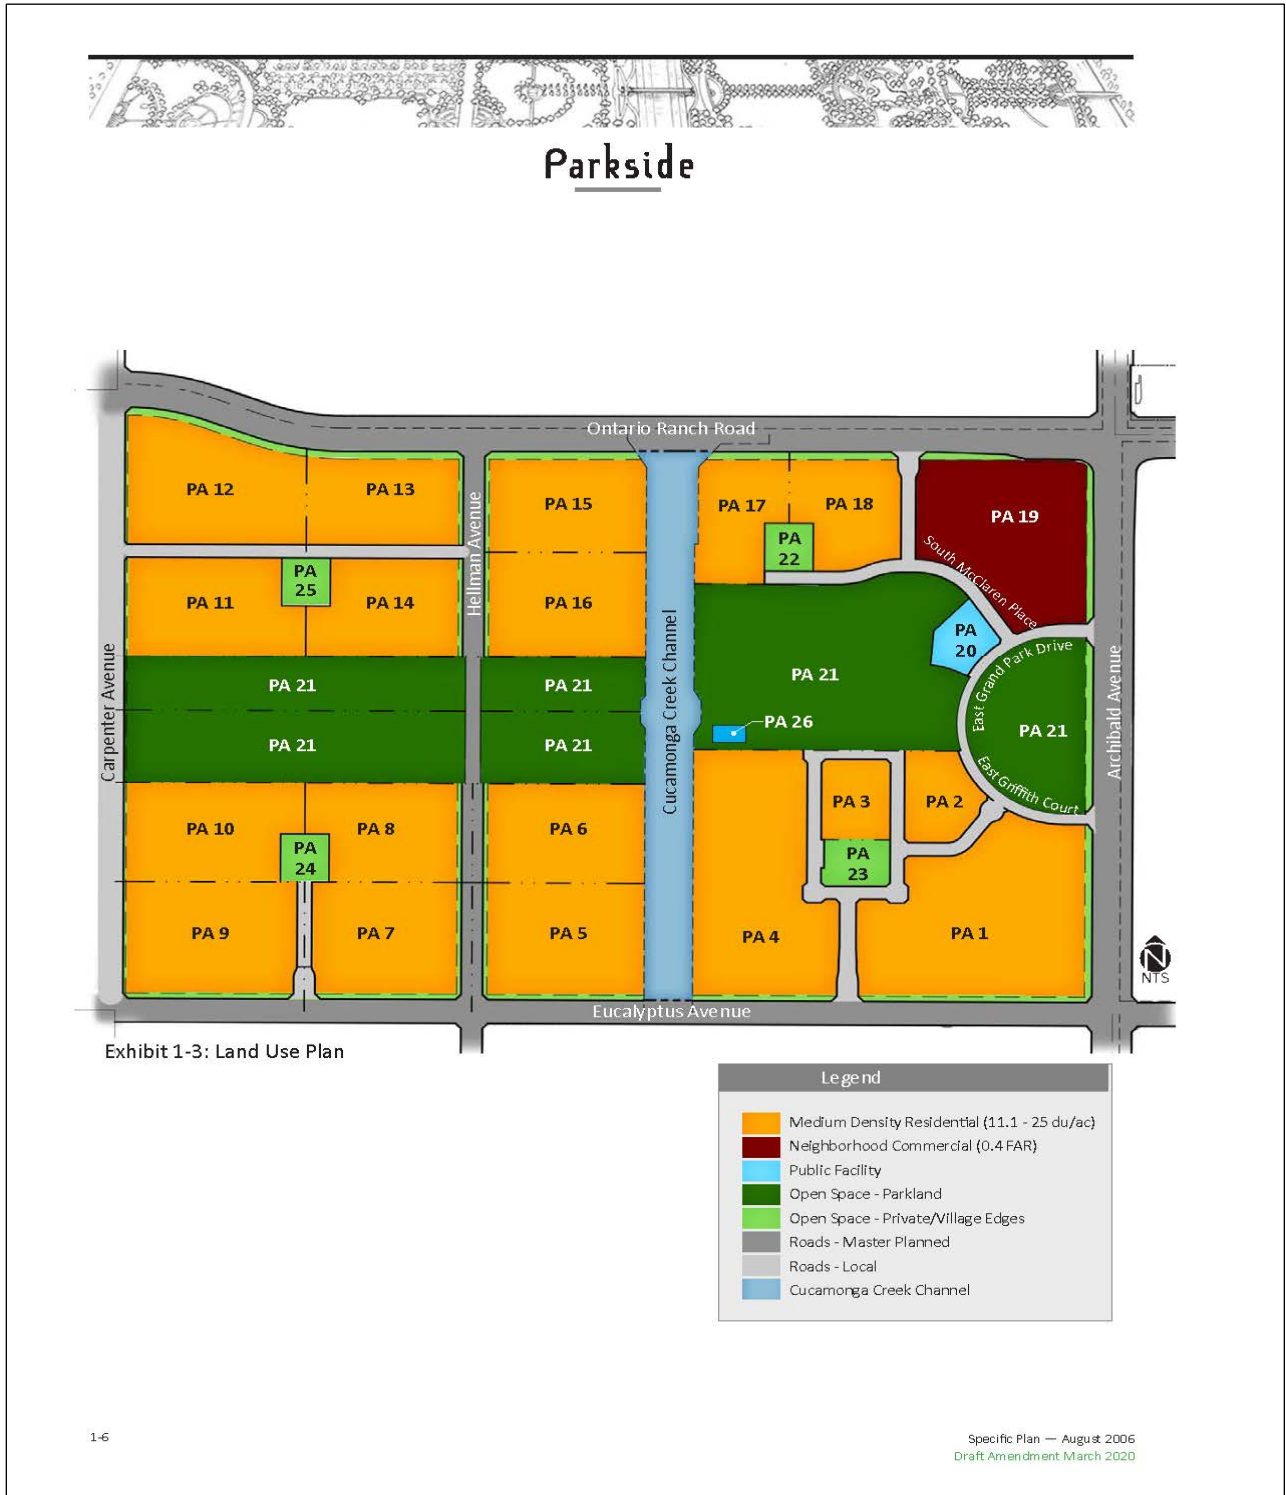 Parkside
Ontario Ranch Road
PA 12
PA 13
PA 15
PA 17
PA 18
PA 19
PA
22
South McClaren Place
Hellman Avenue
PA
25
PA 11
PA 14
PA 16
Cucamonga Creek Channel
PA
20
East Grand Park Drive
Carpenter Avenue
Archibald Avenue
PA 21
PA 21
PA 21
PA 21
PA 21
PA 26
PA 21
East Griffith Court
PA 10
PA 8
PA 6
PA 3
PA 2
PA
24
PA
23
PA 9
PA 7
PA 5
PA 4
PA 1
N
NTS
Eucalyptus Avenue
Exhibit 1-3: Land Use Plan
Legend
Medium Density Residential (11.1 - 25 du/ac)
Neighborhood Commercial (0.4 FAR)
Public Facility
Open Space - Parkland
Open Space - Private/Village Edges
Roads - Master Planned
Roads - Local
Cucamonga Creek Channel
1-6
Specific Plan — August 2006
Draft Amendment March 2020